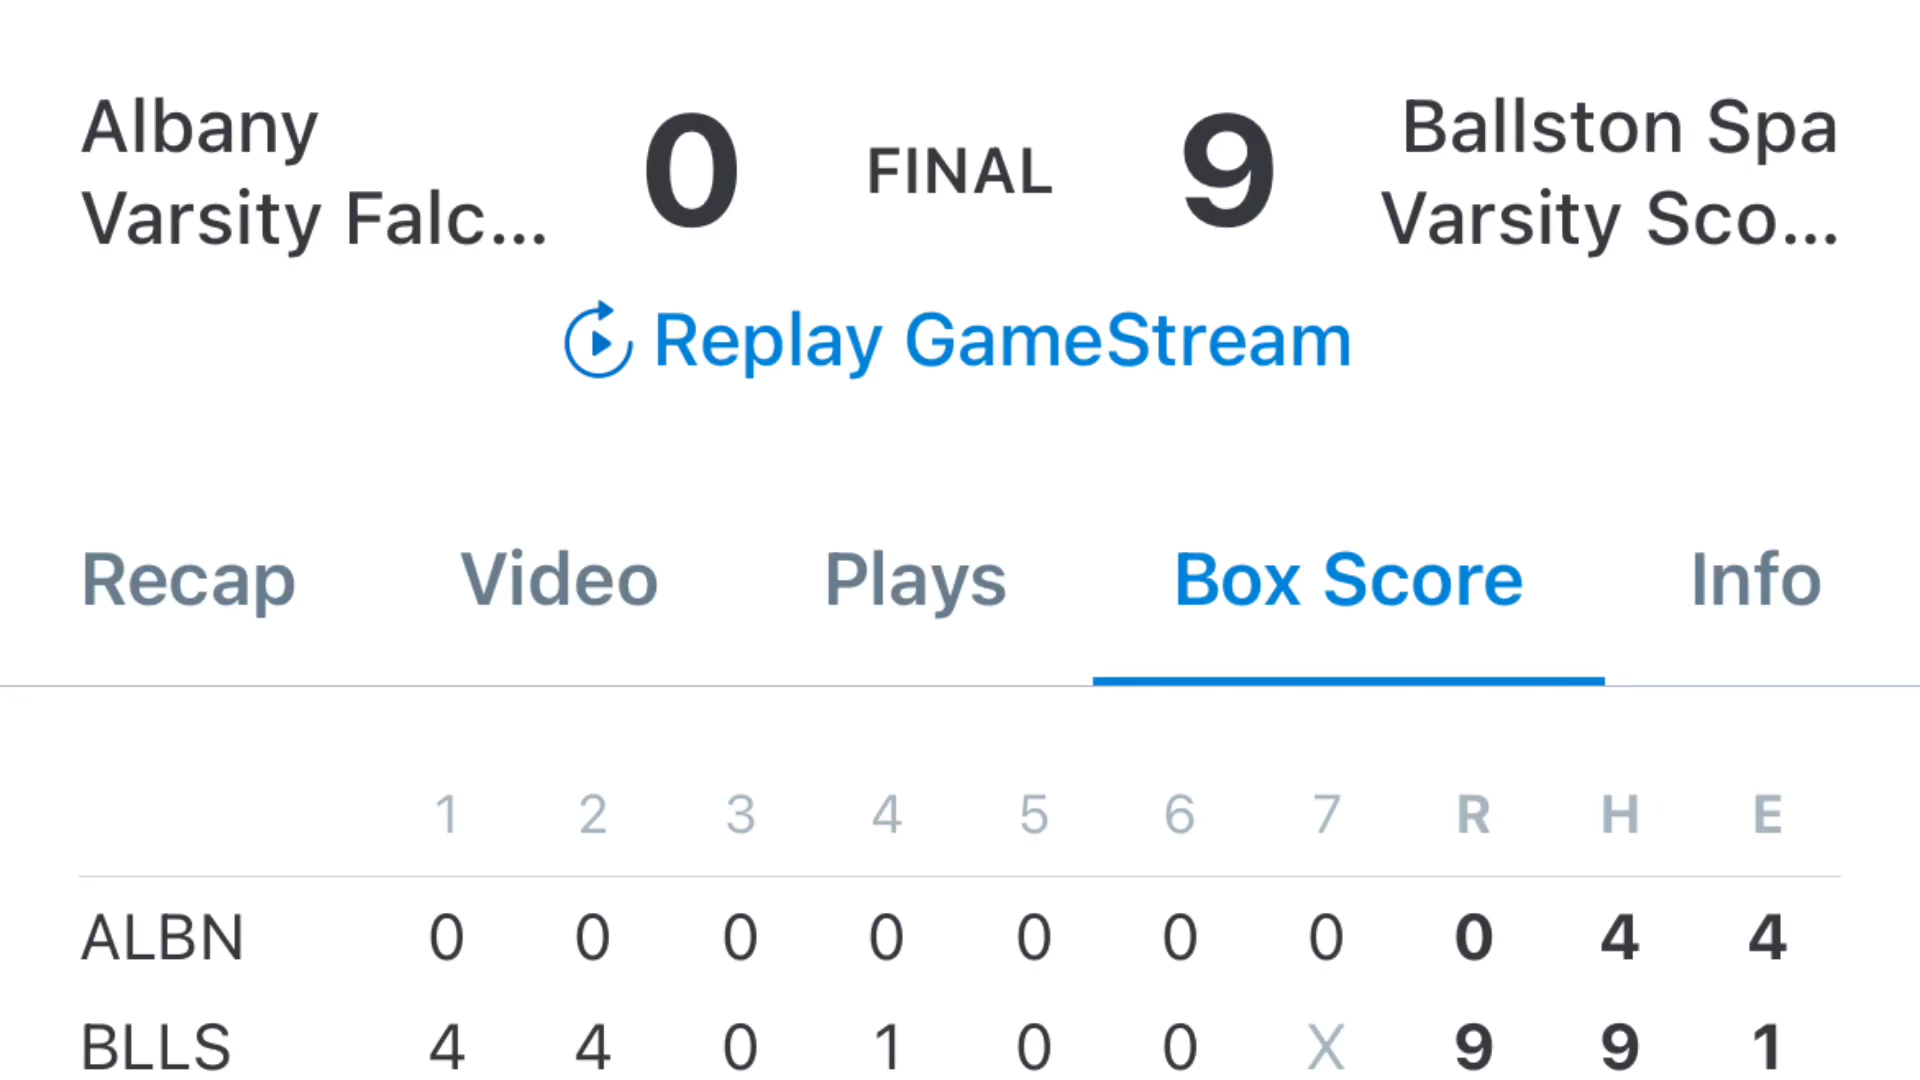 Albany
Varsity Falc...
0 FINAL 9
Ballston Spa
Varsity Sco...
Replay GameStream
Recap Video Plays Box Score Info
1 2 3 4 5 6 7 R H E
ALBN 0 0 0 0 0 0 0 0 4 4
BLLS 4 4 0 1 0 0 X 9 9 1